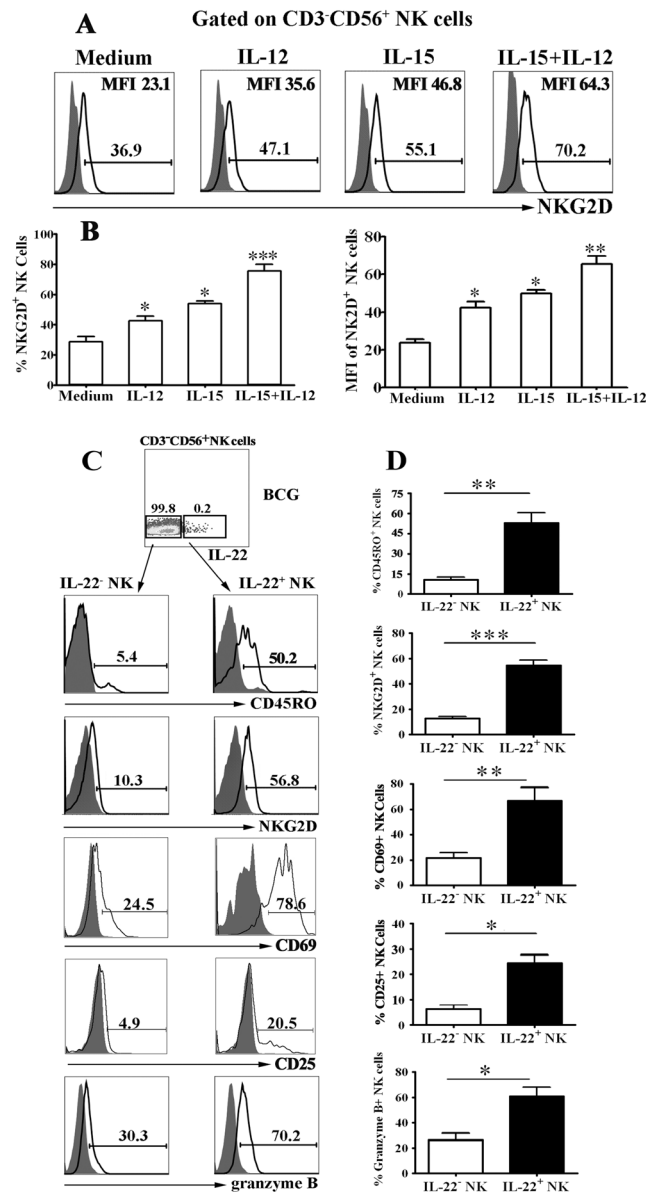 A
Gated on CD3-CD56+ NK cells
Medium IL-12 IL-15 IL-15+IL-12
MFI 23.1 MFI 35.6 MFI 46.8 MFI 64.3
36.9 47.1 55.1 70.2
NKG2D
B
% NKG2D+ NK Cells
100
80
60
40
20
0
* * ***
Medium IL-12 IL-15 IL-15+IL-12
MFI of NK2D+ NK Cells
80
60
40
20
0
* * **
Medium IL-12 IL-15 IL-15+IL-12
C
CD3-CD56+NK cells
99.8 0.2
BCG
IL-22
IL-22- NK IL-22+ NK
5.4 50.2
CD45RO
10.3 56.8
NKG2D
24.5 78.6
CD69
4.9 20.5
CD25
30.3 70.2
granzyme B
D
**
% CD45RO+ NK cells
75
60
45
30
15
0
IL-22- NK IL-22+ NK
***
% NKG2D+ NK cells
80
60
40
20
0
IL-22- NK IL-22+ NK
**
% CD69+ NK Cells
80
60
40
20
0
IL-22- NK IL-22+ NK
*
% CD25+ NK Cells
40
30
20
10
0
IL-22- NK IL-22+ NK
*
% Granzyme B+ NK cells
80
60
40
20
0
IL-22- NK IL-22+ NK